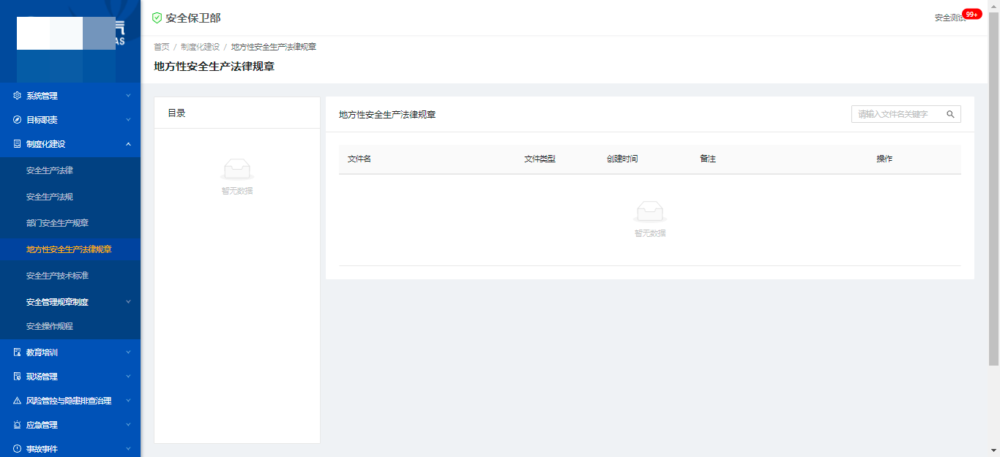 气
AS
安全保卫部
99+
首页 / 制度化建设 / 地方性安全生产法律规章
地方性安全生产法律规章
系统管理
目标职责
制度化建设
安全生产法律
安全生产法规
部门安全生产规章
地方性安全生产法律规章
安全生产技术标准
安全管理规章制度
安全操作规程
教育培训
现场管理
风险管控与隐患排查治理
应急管理
事故事件
目录
暂无数据
地方性安全生产法律规章
请输入文件名关键字
文件名 文件类型 创建时间 备注 操作
暂无数据